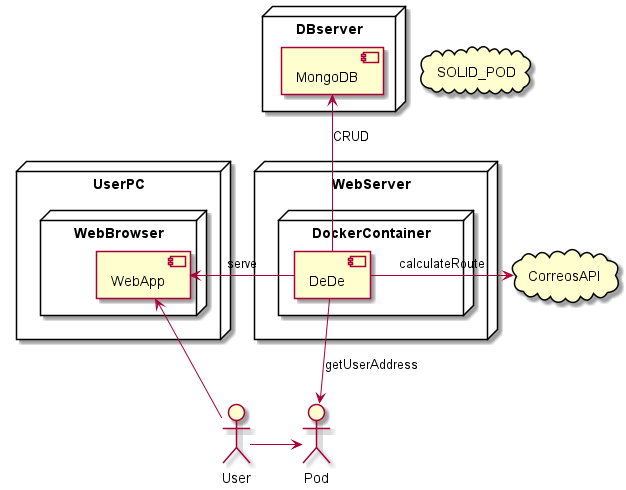 DBserver
MongoDB
SOLID_POD
CRUD
UserPC
WebServer
WebBrowser
DockerContainer
WebApp
serve
DeDe
calculateRoute
CorreosAPI
getUserAddress
User
Pod